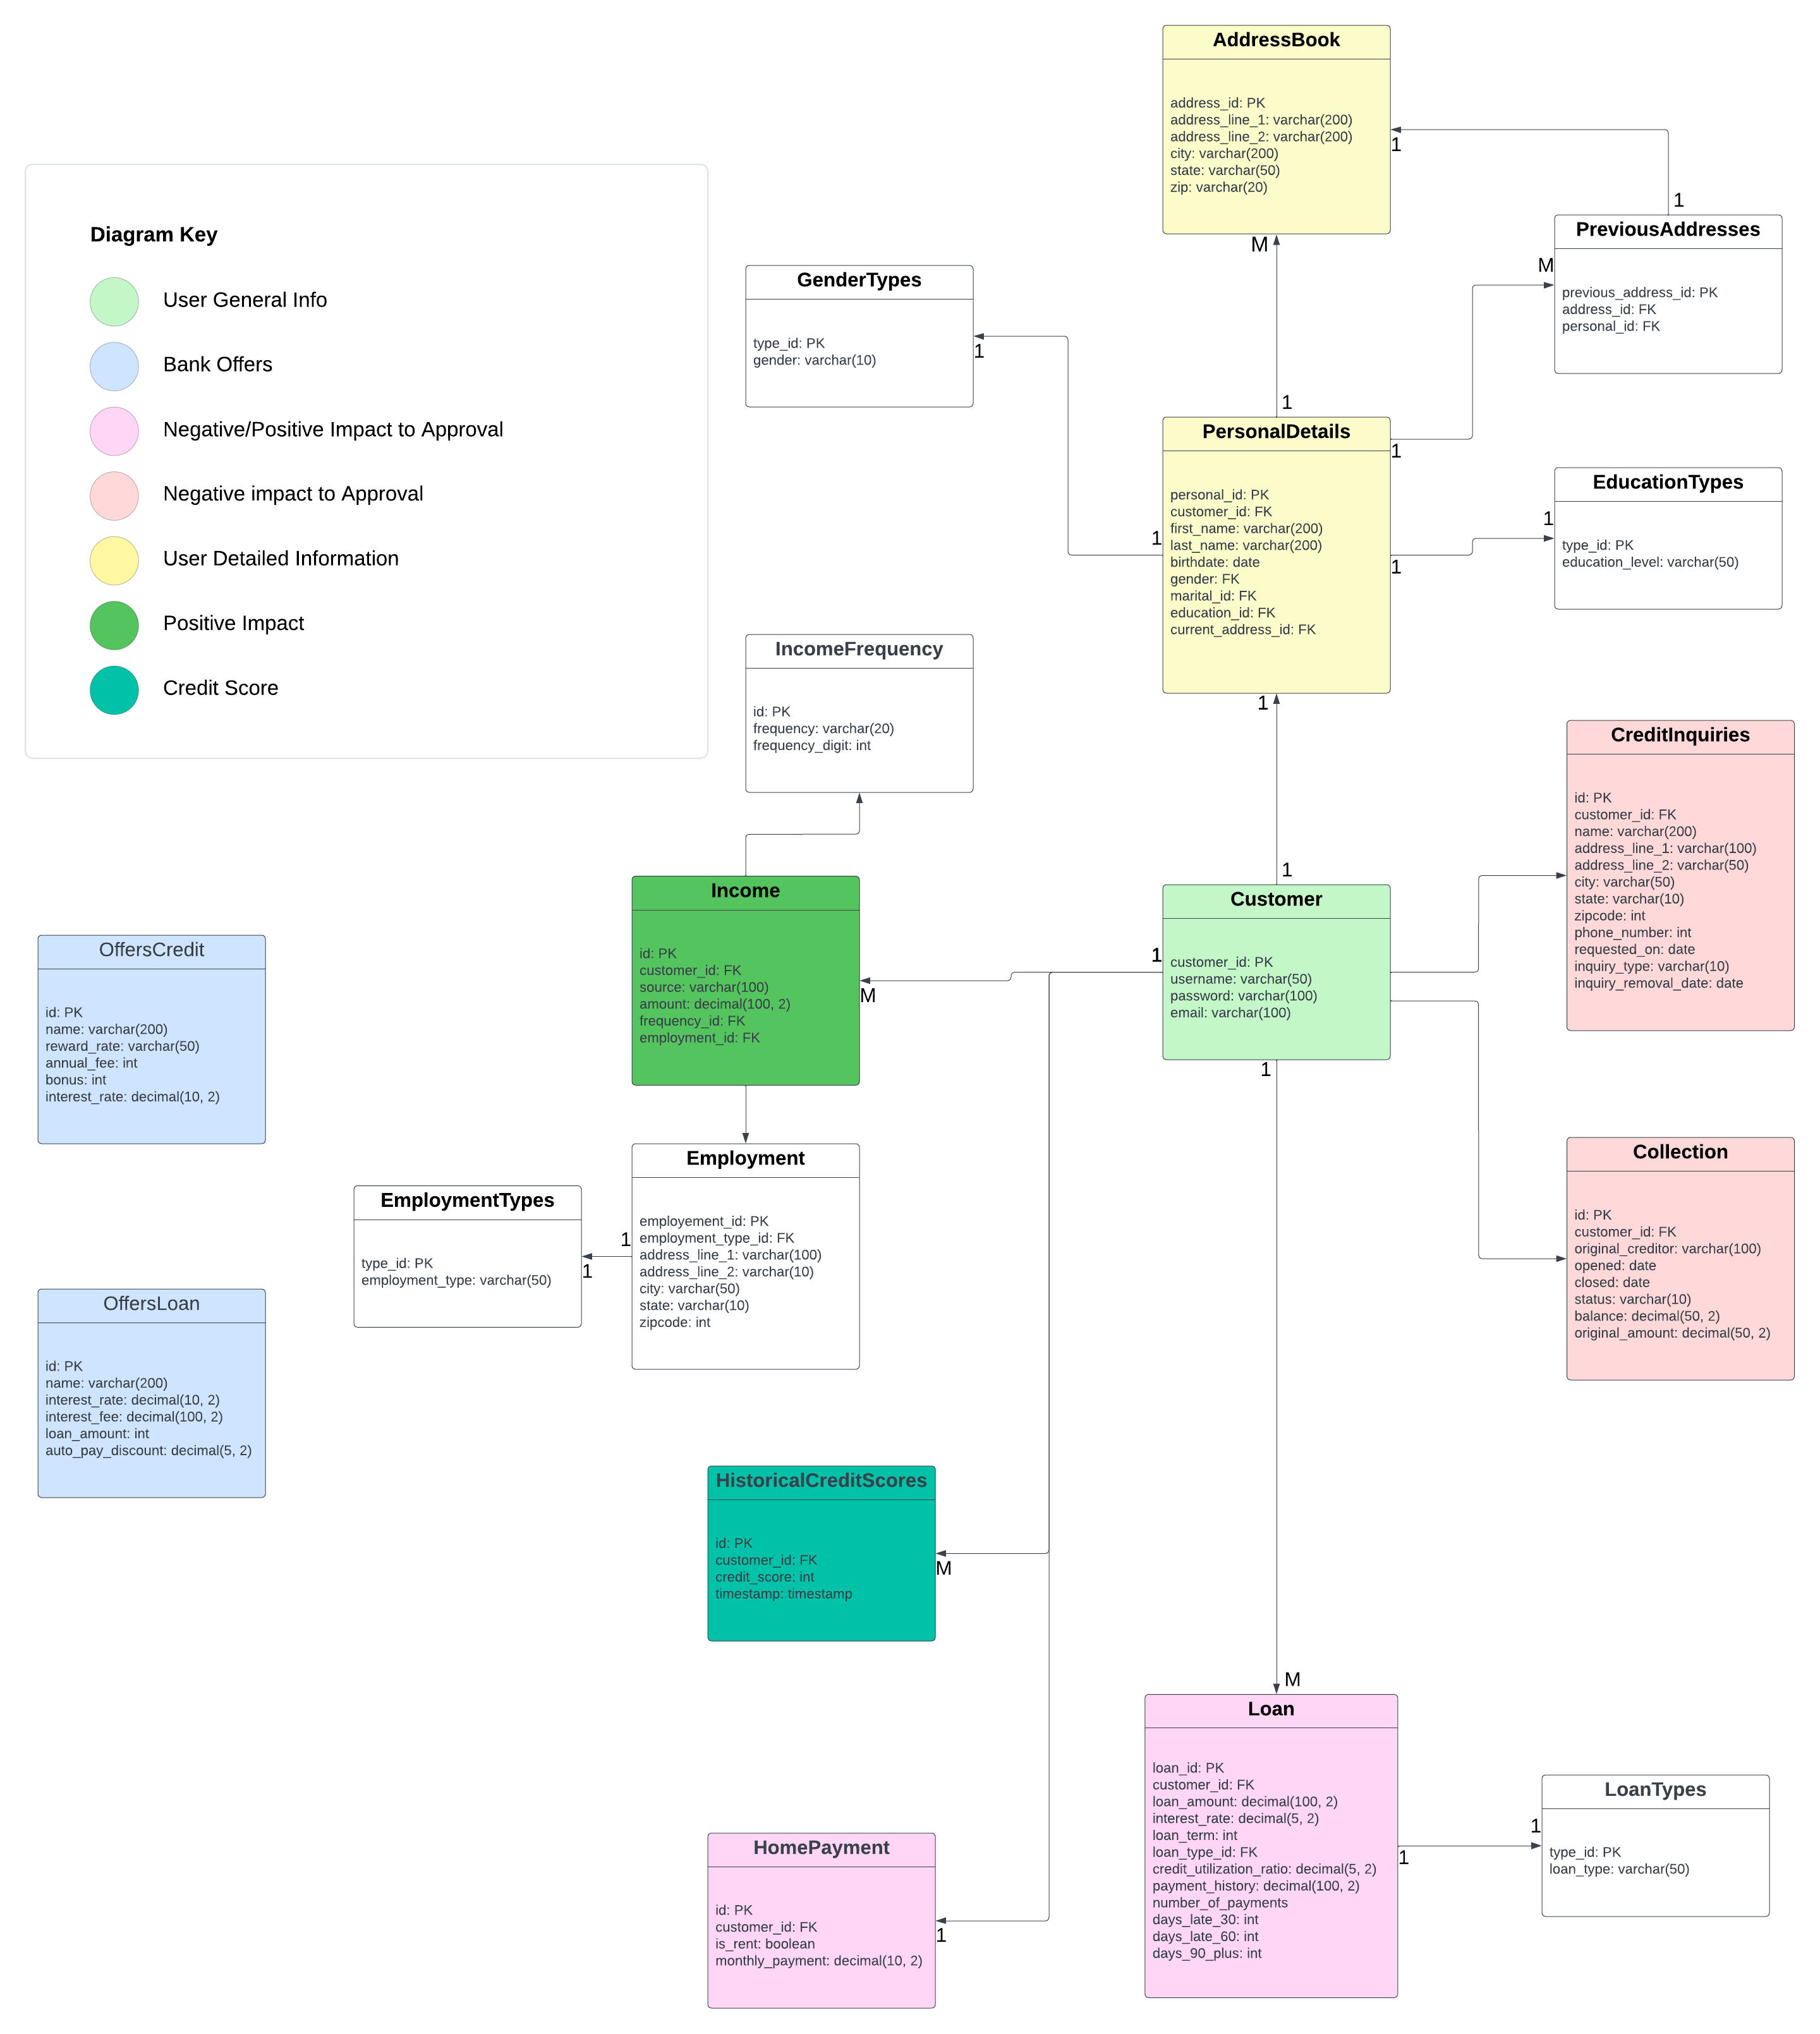 AddressBook
address_id: PK
address_line_1: varchar(200)
address_line_2: varchar(200)
city: varchar(200)
state: varchar(50)
zip: varchar(20)
1
1
M
Diagram Key
User General Info
Bank Offers
Negative/Positive Impact to Approval
Negative impact to Approval
User Detailed Information
Positive Impact
Credit Score
PreviousAddresses
previous_address_id: PK
address_id: FK
personal_id: FK
M
GenderTypes
type_id: PK
gender: varchar(10)
1
1
PersonalDetails
personal_id: PK
customer_id: FK
first_name: varchar(200)
last_name: varchar(200)
birthdate: date
gender: FK
marital_id: FK
education_id: FK
current_address_id: FK
1
1
1
1
1
EducationTypes
type_id: PK
education_level: varchar(50)
1
IncomeFrequency
id: PK
frequency: varchar(20)
frequency_digit: int
CreditInquiries
id: PK
customer_id: FK
name: varchar(200)
address_line_1: varchar(100)
address_line_2: varchar(50)
city: varchar(50)
state: varchar(10)
zipcode: int
phone_number: int
requested_on: date
inquiry_type: varchar(10)
inquiry_removal_date: date
Income
id: PK
customer_id: FK
source: varchar(100)
amount: decimal(100, 2)
frequency_id: FK
employment_id: FK
M
1
1
Customer
customer_id: PK
username: varchar(50)
password: varchar(100)
email: varchar(100)
1
OffersCredit
id: PK
name: varchar(200)
reward_rate: varchar(50)
annual_fee: int
bonus: int
interest_rate: decimal(10, 2)
Collection
id: PK
customer_id: FK
original_creditor: varchar(100)
opened: date
closed: date
status: varchar(10)
balance: decimal(50, 2)
original_amount: decimal(50, 2)
Employment
employement_id: PK
employment_type_id: FK
address_line_1: varchar(100)
address_line_2: varchar(10)
city: varchar(50)
state: varchar(10)
zipcode: int
EmploymentTypes
type_id: PK
employment_type: varchar(50)
1
1
OffersLoan
id: PK
name: varchar(200)
interest_rate: decimal(10, 2)
interest_fee: decimal(100, 2)
loan_amount: int
auto_pay_discount: decimal(5, 2)
HistoricalCreditScores
id: PK
customer_id: FK
credit_score: int
timestamp: timestamp
M
M
Loan
loan_id: PK
customer_id: FK
loan_amount: decimal(100, 2)
interest_rate: decimal(5, 2)
loan_term: int
loan_type_id: FK
credit_utilization_ratio: decimal(5, 2)
payment_history: decimal(100, 2)
number_of_payments
days_late_30: int
days_late_60: int
days_90_plus: int
1
1
LoanTypes
type_id: PK
loan_type: varchar(50)
HomePayment
id: PK
customer_id: FK
is_rent: boolean
monthly_payment: decimal(10, 2)
1